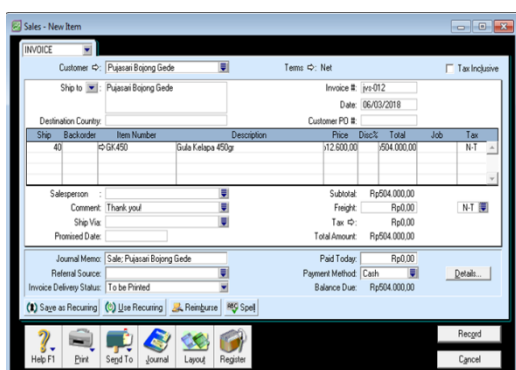 Sales - New Item
INVOICE
Customer ⇨: Pujasari Bojong Gede Terms ⇨: Net Tax Inclusive
Ship to : Pujasari Bojong Gede Invoice #: jvs-012
Date: 06/03/2018
Destination Country: Customer PO #:
Ship Backorder Item Number Description Price Disc% Total Job Tax
40 ⇨GK450 Gula Kelapa 450gr 12.600,00 504.000,00 N-T
Salesperson : Subtotal: Rp504.000,00
Comment: Thank you! Freight: Rp0,00 N-T
Ship Via: Tax ⇨: Rp0,00
Promised Date: Total Amount: Rp504.000,00
Journal Memo: Sale; Pujasari Bojong Gede Paid Today: Rp0,00
Referral Source: Payment Method: Cash Details...
Invoice Delivery Status: To be Printed Balance Due: Rp504.000,00
Save as Recuring Use Recuring Reimburse ABC Spell
Record
Help F1 Print Send To Journal Layout Register Cancel